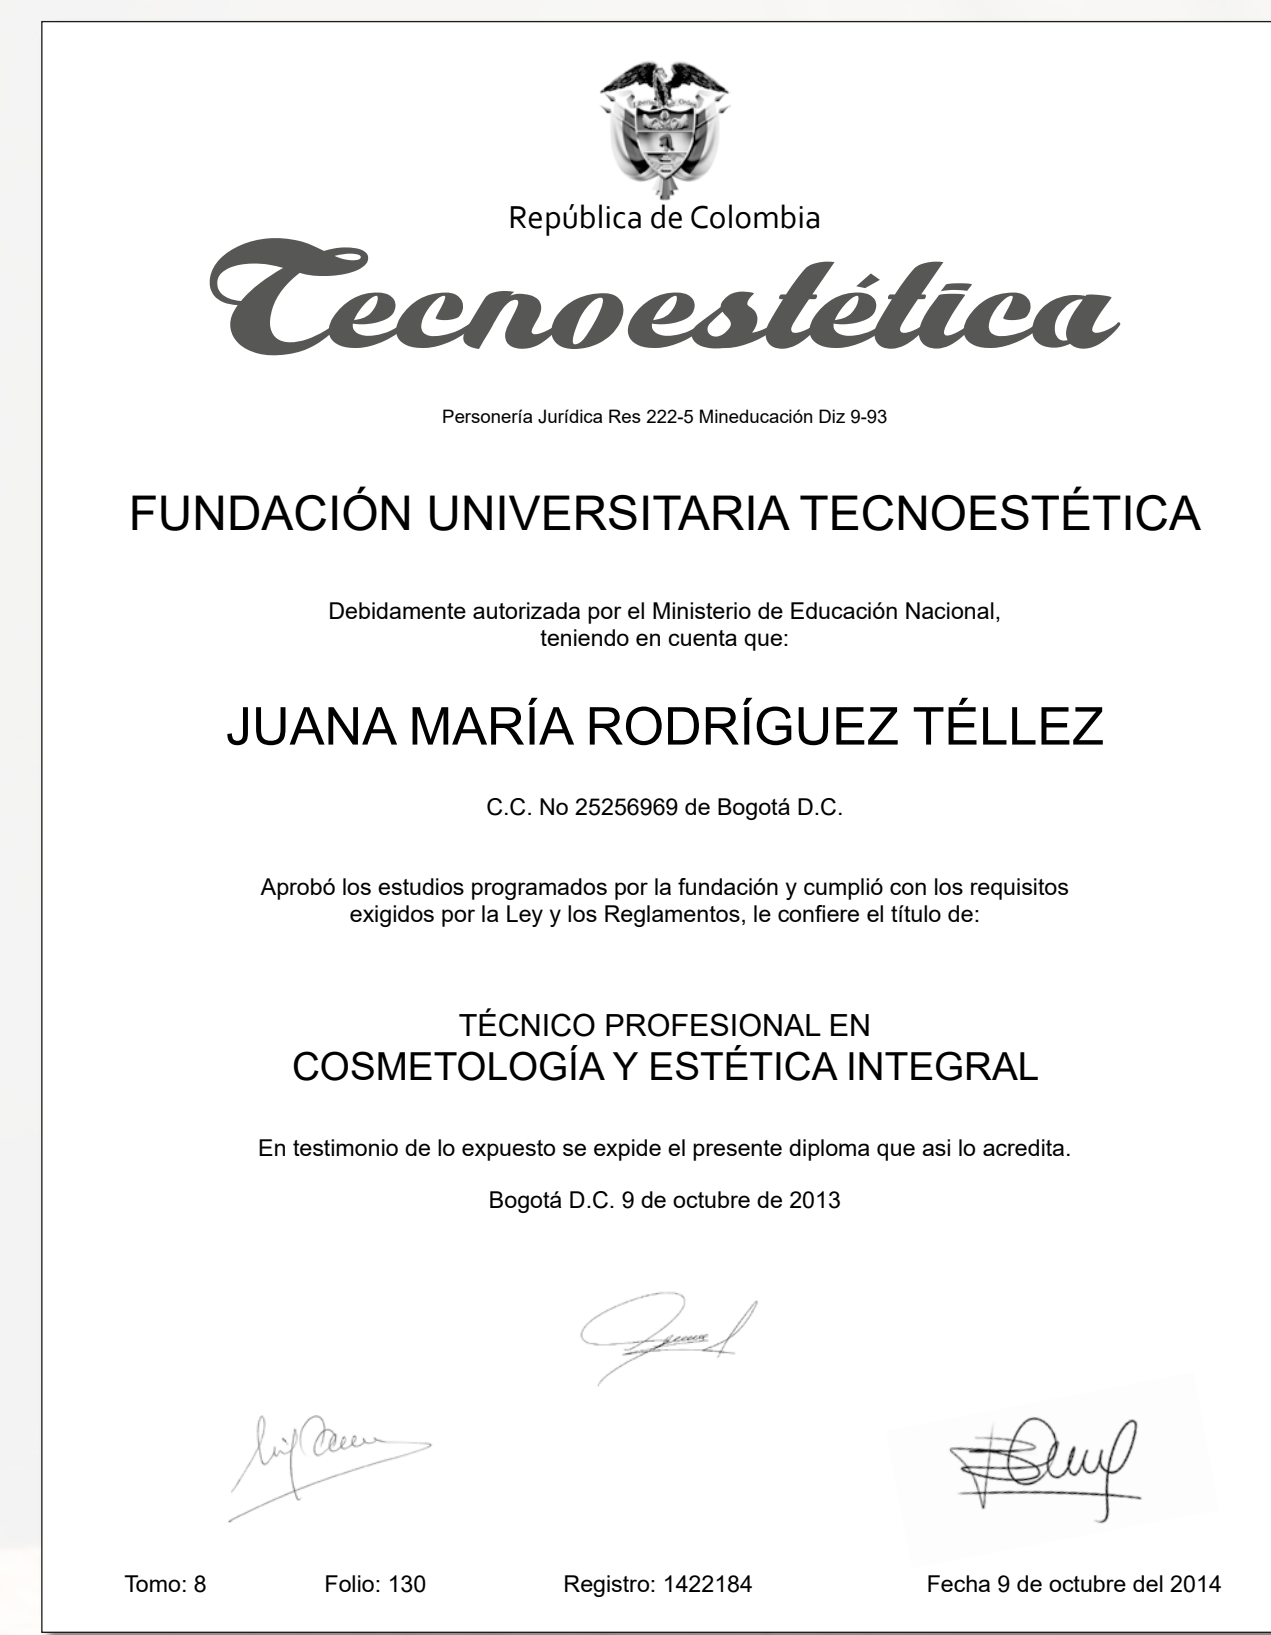 Libertad y Orden
República de Colombia
Tecnoestética
Personería Jurídica Res 222-5 Mineducación Diz 9-93
FUNDACIÓN UNIVERSITARIA TECNOESTÉTICA
Debidamente autorizada por el Ministerio de Educación Nacional,
teniendo en cuenta que:
JUANA MARÍA RODRÍGUEZ TÉLLEZ
C.C. No 25256969 de Bogotá D.C.
Aprobó los estudios programados por la fundación y cumplió con los requisitos
exigidos por la Ley y los Reglamentos, le confiere el título de:
TÉCNICO PROFESIONAL EN
COSMETOLOGÍA Y ESTÉTICA INTEGRAL
En testimonio de lo expuesto se expide el presente diploma que asi lo acredita.
Bogotá D.C. 9 de octubre de 2013
Tomo: 8 Folio: 130 Registro: 1422184 Fecha 9 de octubre del 2014